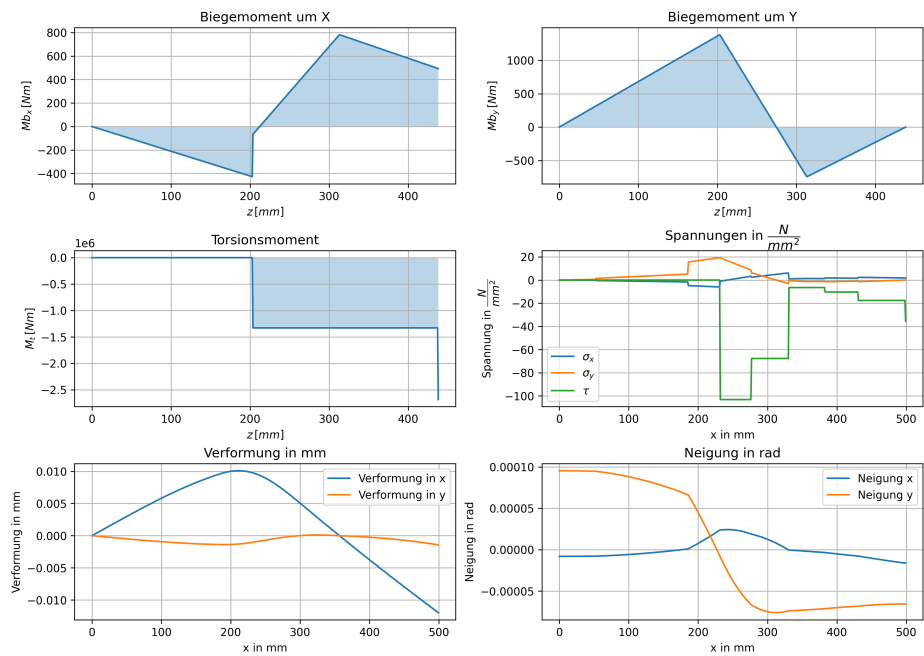 Biegemoment um X
Mb_x [Nm]
800
600
400
200
0
−200
−400
0 100 200 300 400
z [mm]
Biegemoment um Y
Mb_y [Nm]
1000
500
0
−500
0 100 200 300 400
z [mm]
Torsionsmoment
1e6
M_t [Nm]
0.0
−0.5
−1.0
−1.5
−2.0
−2.5
0 100 200 300 400
z [mm]
Spannungen in N/mm²
Spannung in N/mm²
20
0
−20
−40
−60
−80
−100
σ_x
σ_y
τ
0 100 200 300 400 500
x in mm
Verformung in mm
Verformung in mm
0.010
0.005
0.000
−0.005
−0.010
Verformung in x
Verformung in y
0 100 200 300 400 500
x in mm
Neigung in rad
Neigung in rad
0.00010
0.00005
0.00000
−0.00005
Neigung x
Neigung y
0 100 200 300 400 500
x in mm